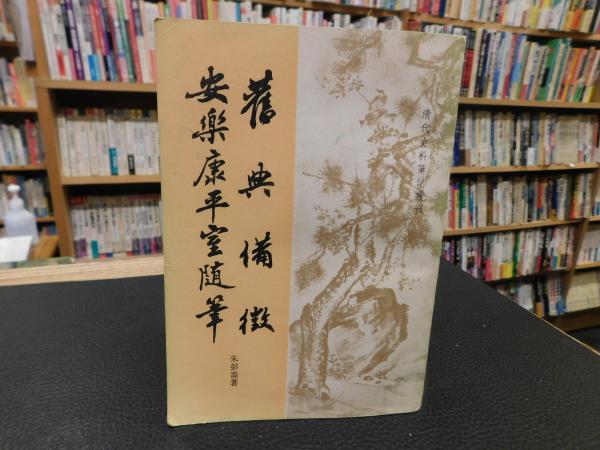 清代史料筆記叢刊
舊典備徵
安樂康平室隨筆
朱彭壽著